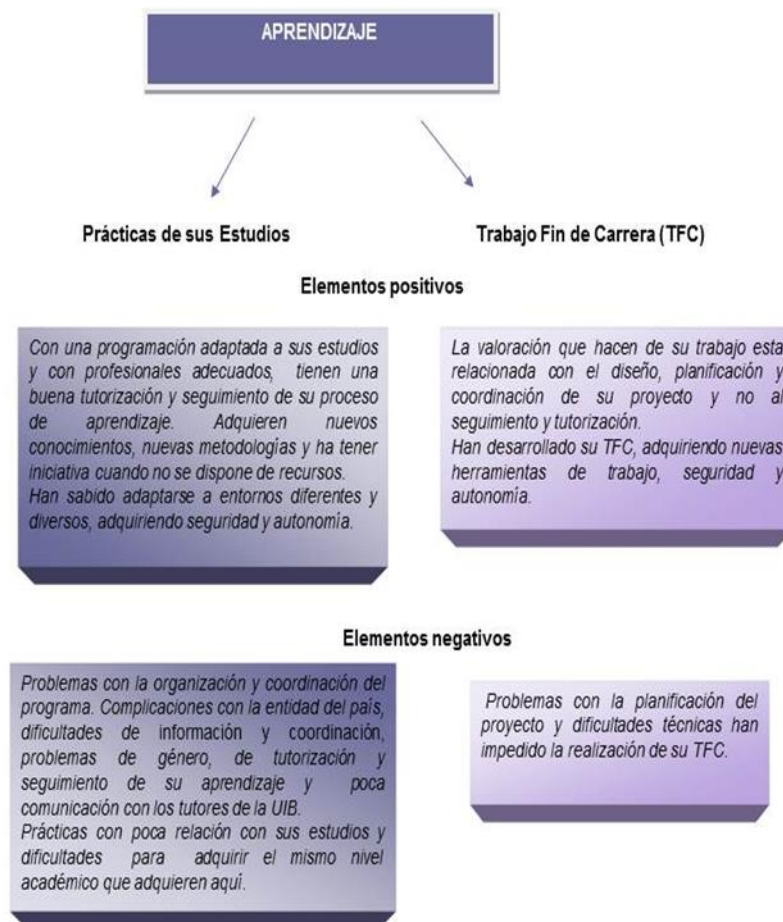 APRENDIZAJE
Prácticas de sus Estudios
Trabajo Fin de Carrera (TFC)
Elementos positivos
Con una programación adaptada a sus estudios
y con profesionales adecuados, tienen una
buena tutorización y seguimiento de su proceso
de aprendizaje. Adquieren nuevos
conocimientos, nuevas metodologías y ha tener
iniciativa cuando no se dispone de recursos.
Han sabido adaptarse a entornos diferentes y
diversos, adquiriendo seguridad y autonomía.
La valoración que hacen de su trabajo esta
relacionada con el diseño, planificación y
coordinación de su proyecto y no al
seguimiento y tutorización.
Han desarrollado su TFC, adquiriendo nuevas
herramientas de trabajo, seguridad y
autonomía.
Elementos negativos
Problemas con la organización y coordinación del
programa. Complicaciones con la entidad del país,
dificultades de información y coordinación,
problemas de género, de tutorización y
seguimiento de su aprendizaje y poca
comunicación con los tutores de la UIB.
Prácticas con poca relación con sus estudios y
dificultades para adquirir el mismo nivel
académico que adquieren aquí.
Problemas con la planificación del
proyecto y dificultades técnicas han
impedido la realización de su TFC.